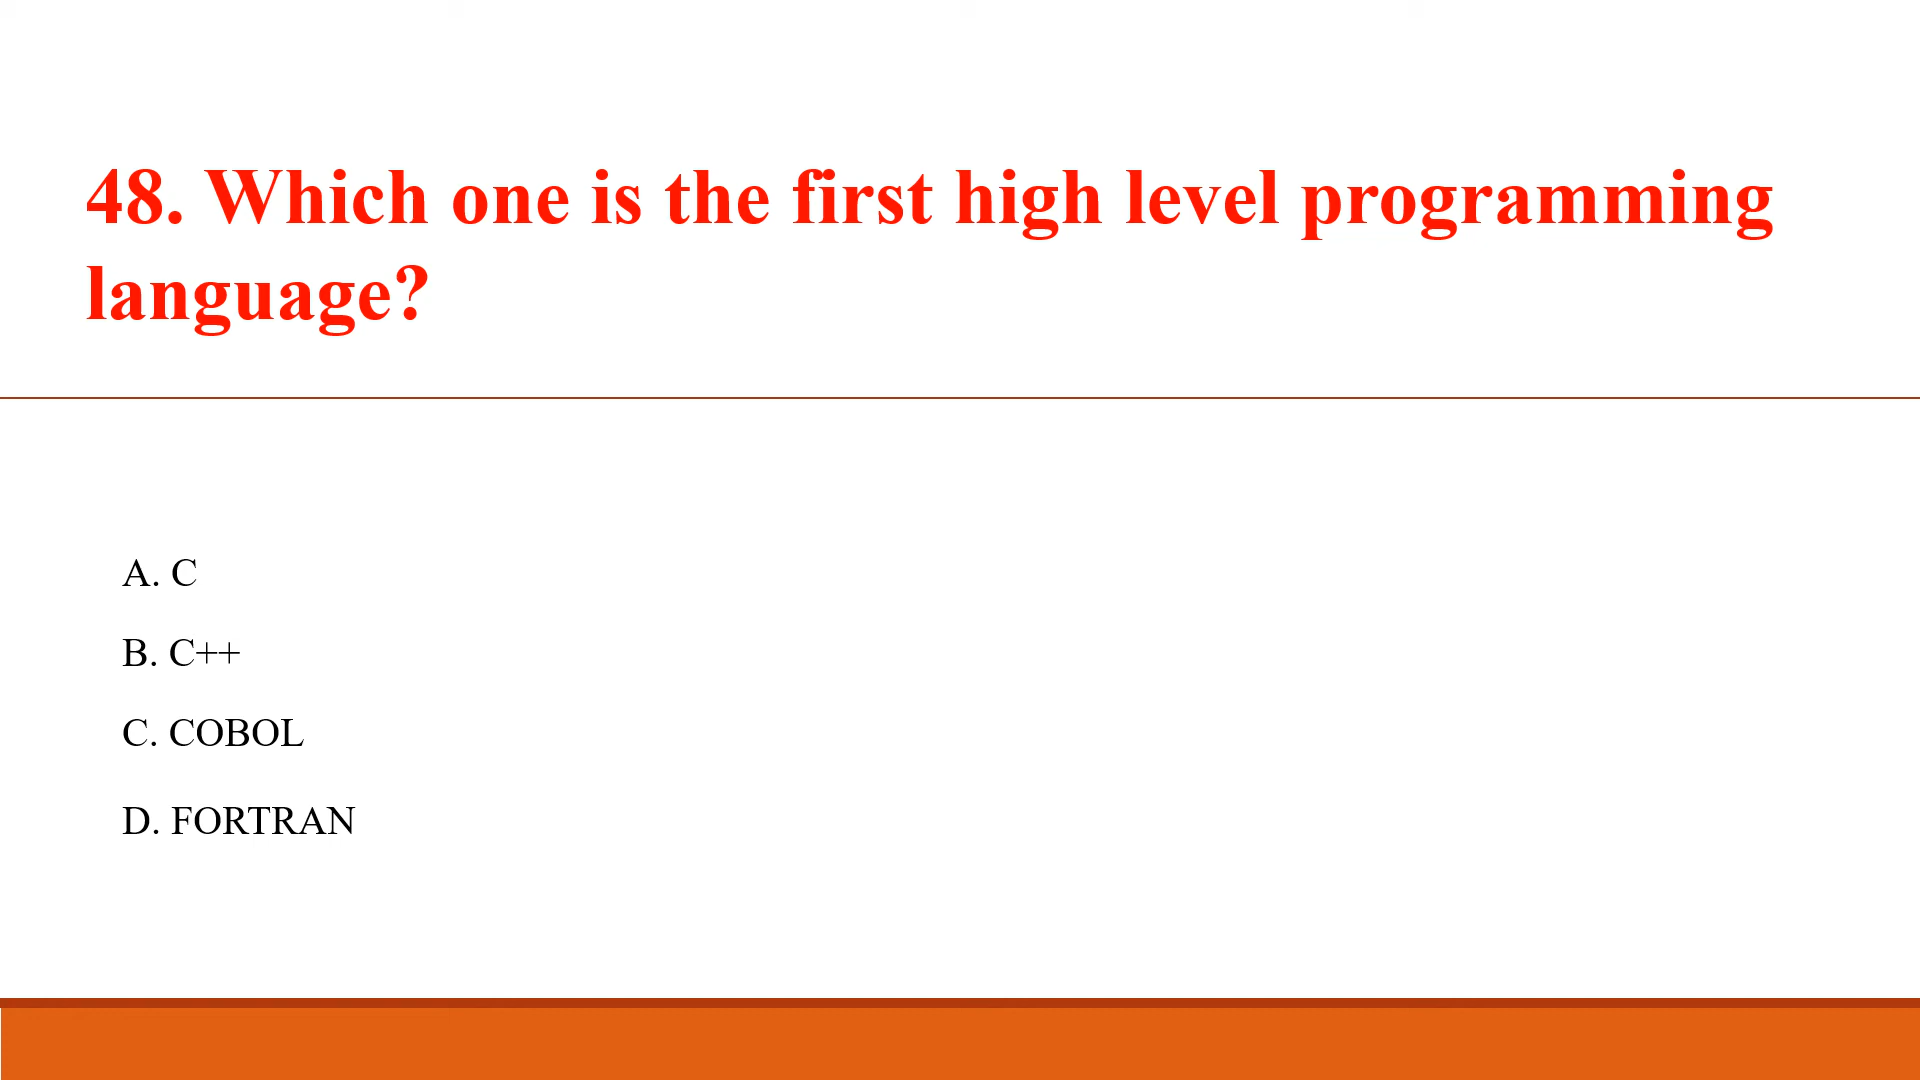 48. Which one is the first high level programming
language?
A. C
B. C++
C. COBOL
D. FORTRAN